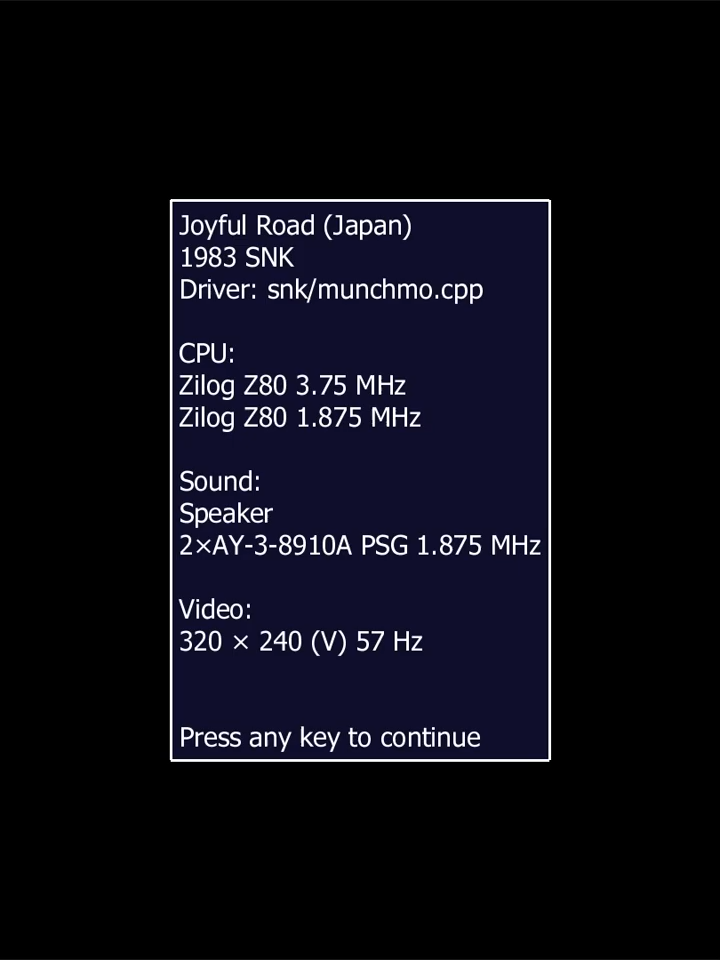 Joyful Road (Japan)
1983 SNK
Driver: snk/munchmo.cpp
CPU:
Zilog Z80 3.75 MHz
Zilog Z80 1.875 MHz
Sound:
Speaker
2×AY-3-8910A PSG 1.875 MHz
Video:
320 × 240 (V) 57 Hz
Press any key to continue